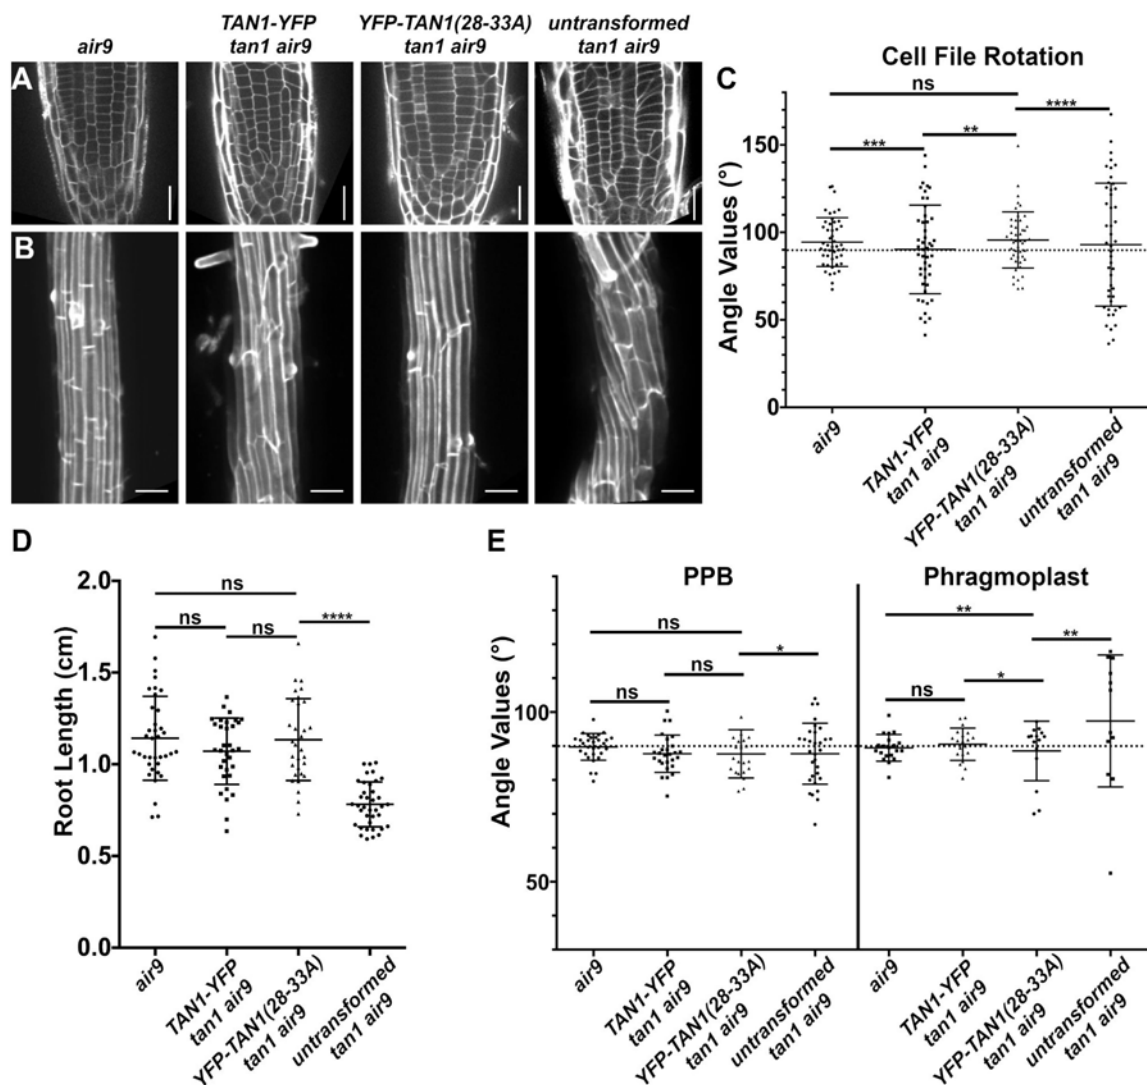 air9
TAN1-YFP
tan1 air9
YFP-TAN1(28-33A)
tan1 air9
untransformed
tan1 air9
A
B
C
Cell File Rotation
ns
****
***
**
Angle Values (°)
150
100
50
0
air9
TAN1-YFP
tan1 air9
YFP-TAN1(28-33A)
tan1 air9
untransformed
tan1 air9
D
ns
****
ns
ns
Root Length (cm)
2.0
1.5
1.0
0.5
0.0
air9
TAN1-YFP
tan1 air9
YFP-TAN1(28-33A)
tan1 air9
untransformed
tan1 air9
E
PPB
Phragmoplast
ns
*
ns
ns
**
**
*
ns
Angle Values (°)
100
50
air9
TAN1-YFP
tan1 air9
YFP-TAN1(28-33A)
tan1 air9
untransformed
tan1 air9
air9
TAN1-YFP
tan1 air9
YFP-TAN1(28-33A)
tan1 air9
untransformed
tan1 air9